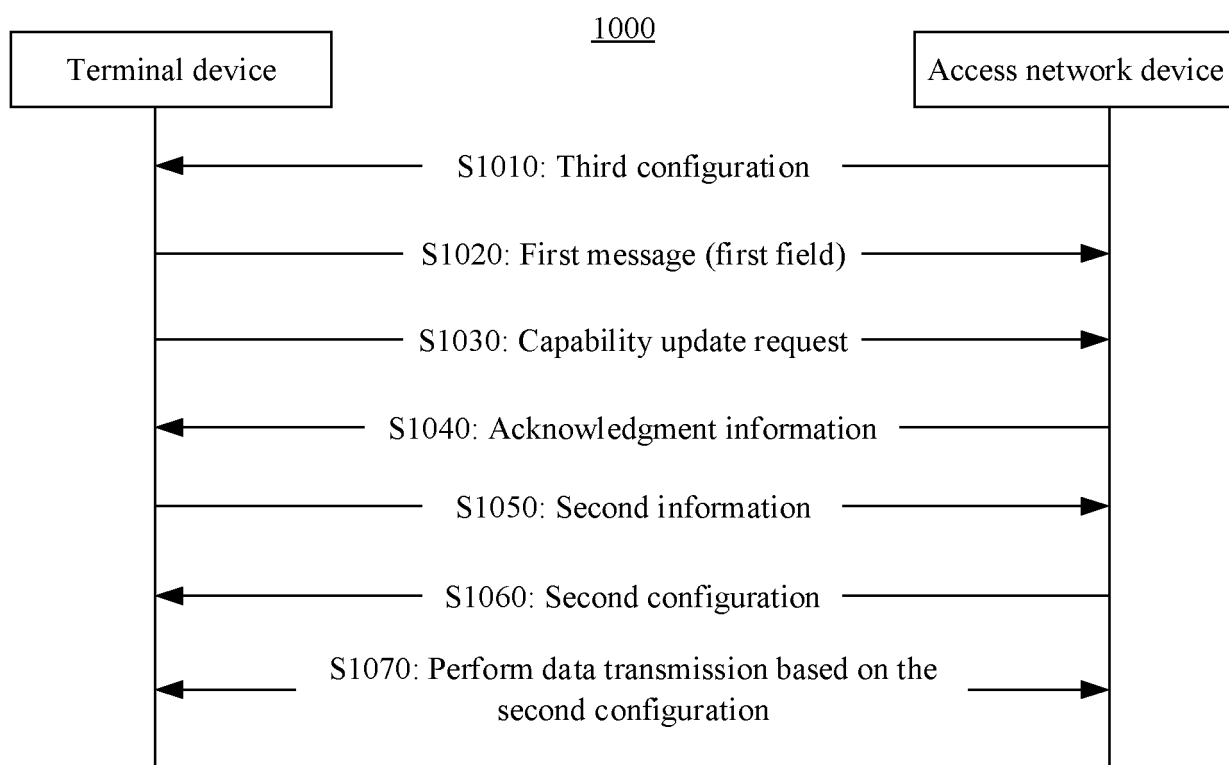 1000
Terminal device
Access network device
S1010: Third configuration
S1020: First message (first field)
S1030: Capability update request
S1040: Acknowledgment information
S1050: Second information
S1060: Second configuration
S1070: Perform data transmission based on the
second configuration